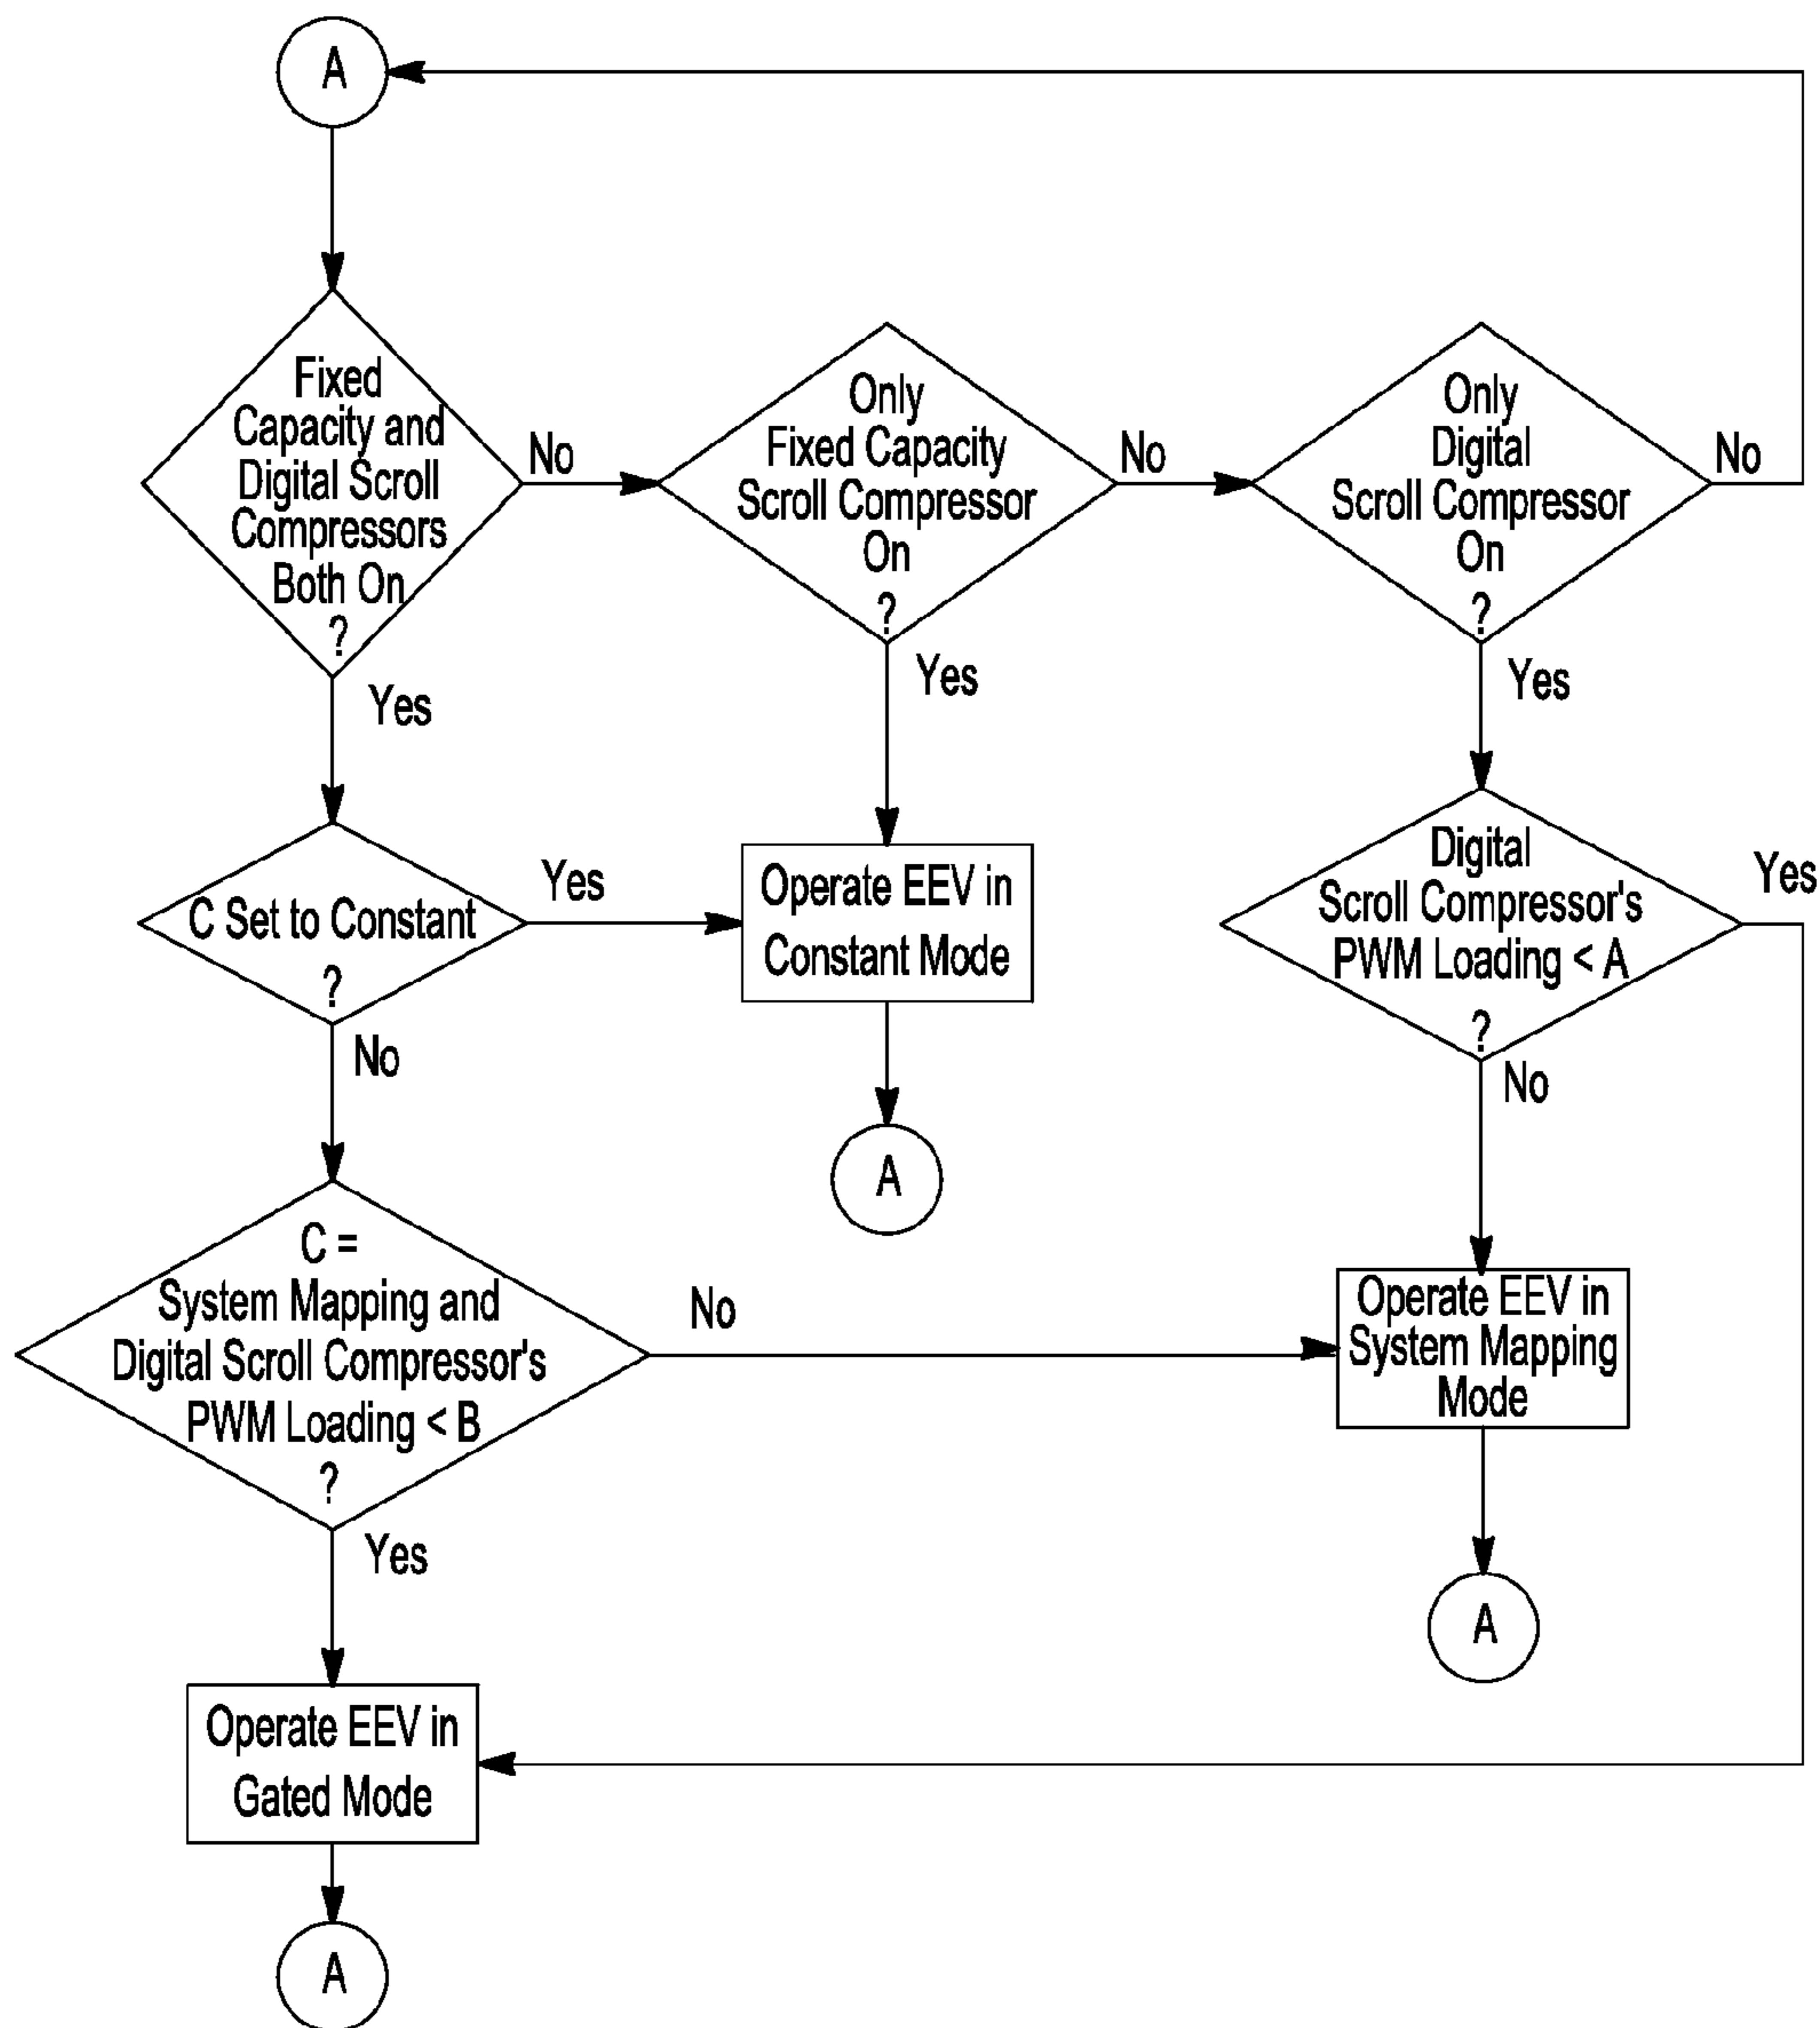 A
Fixed
Capacity and
Digital Scroll
Compressors
Both On
?
No
Yes
Only
Fixed Capacity
Scroll Compressor
On
?
No
Yes
Only
Digital
Scroll Compressor
On
?
No
Yes
C Set to Constant
?
Yes
No
Operate EEV in
Constant Mode
A
Digital
Scroll Compressor's
PWM Loading < A
?
Yes
No
C =
System Mapping and
Digital Scroll Compressor's
PWM Loading < B
?
No
Yes
Operate EEV in
System Mapping
Mode
A
Operate EEV in
Gated Mode
A